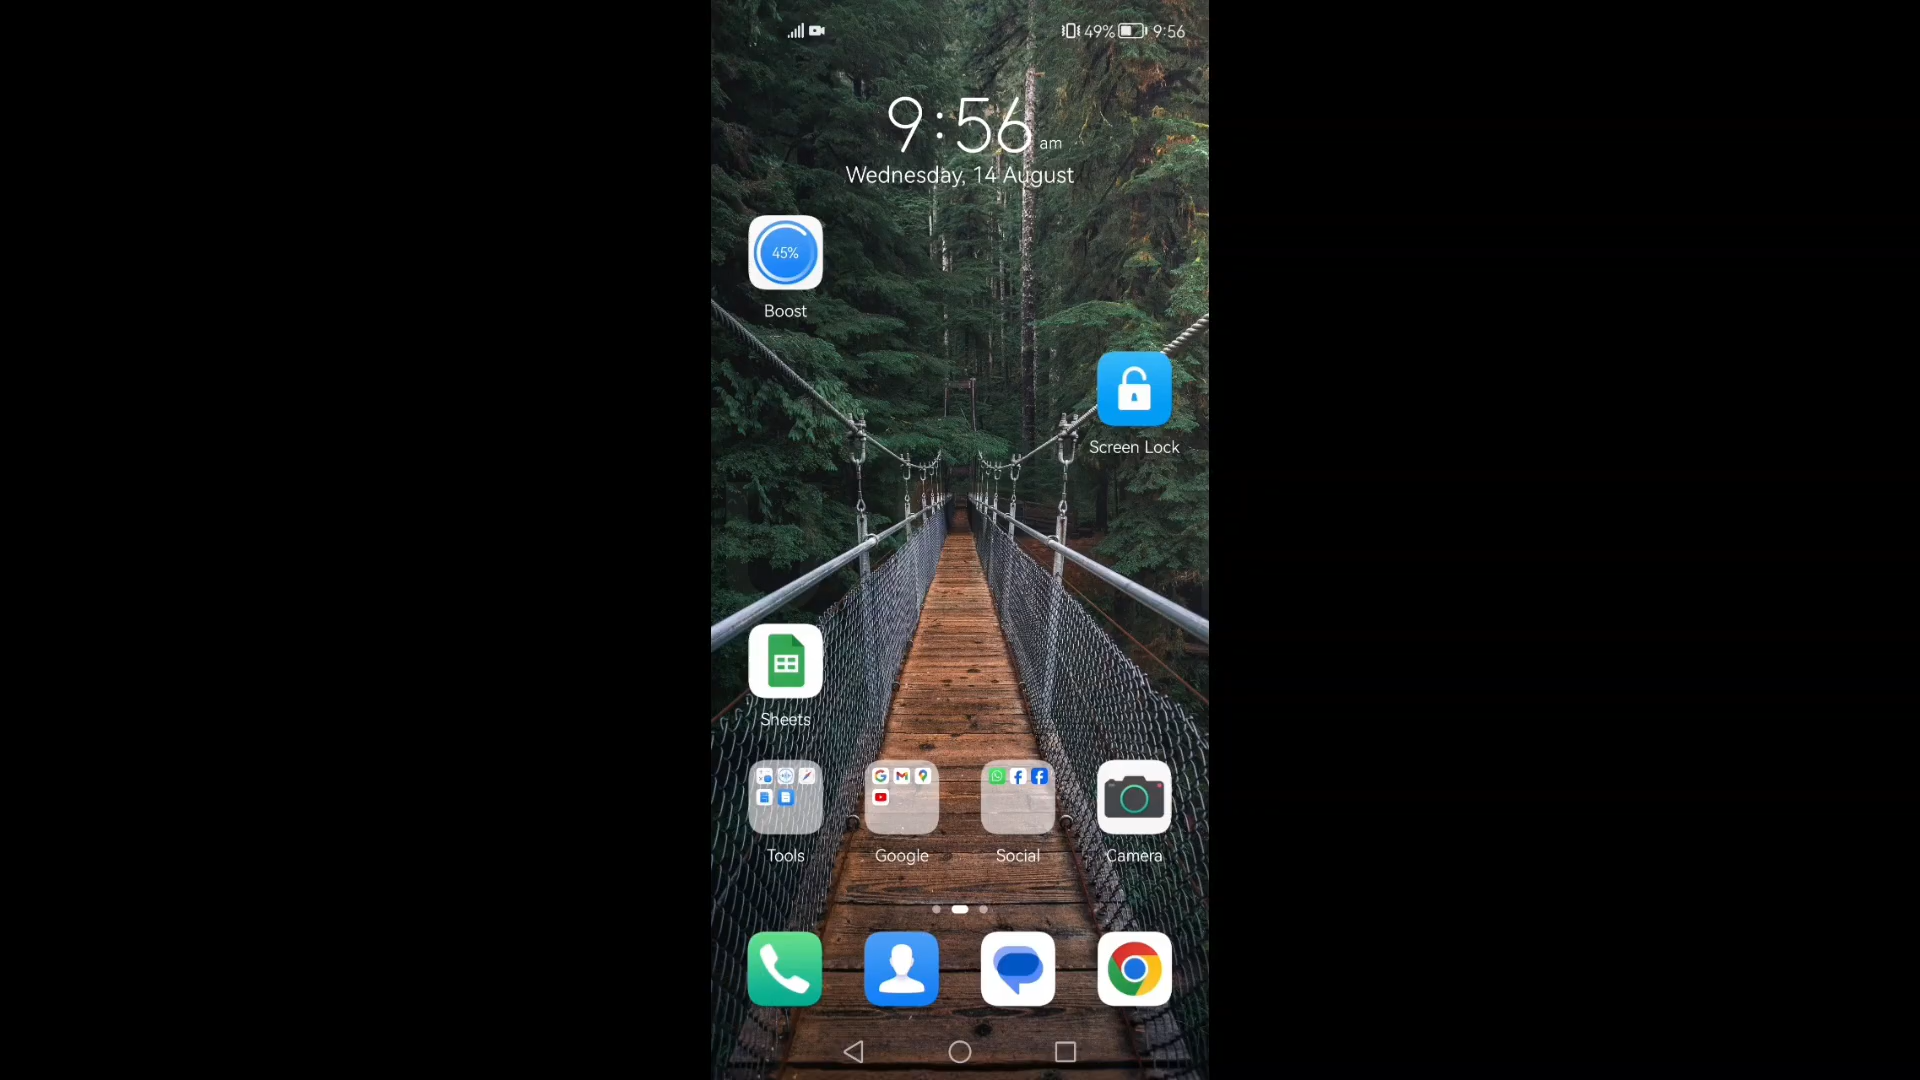 49% 9:56
9:56 am
Wednesday, 14 August
45%
Boost
Screen Lock
Sheets
Tools
Google
Social
Camera